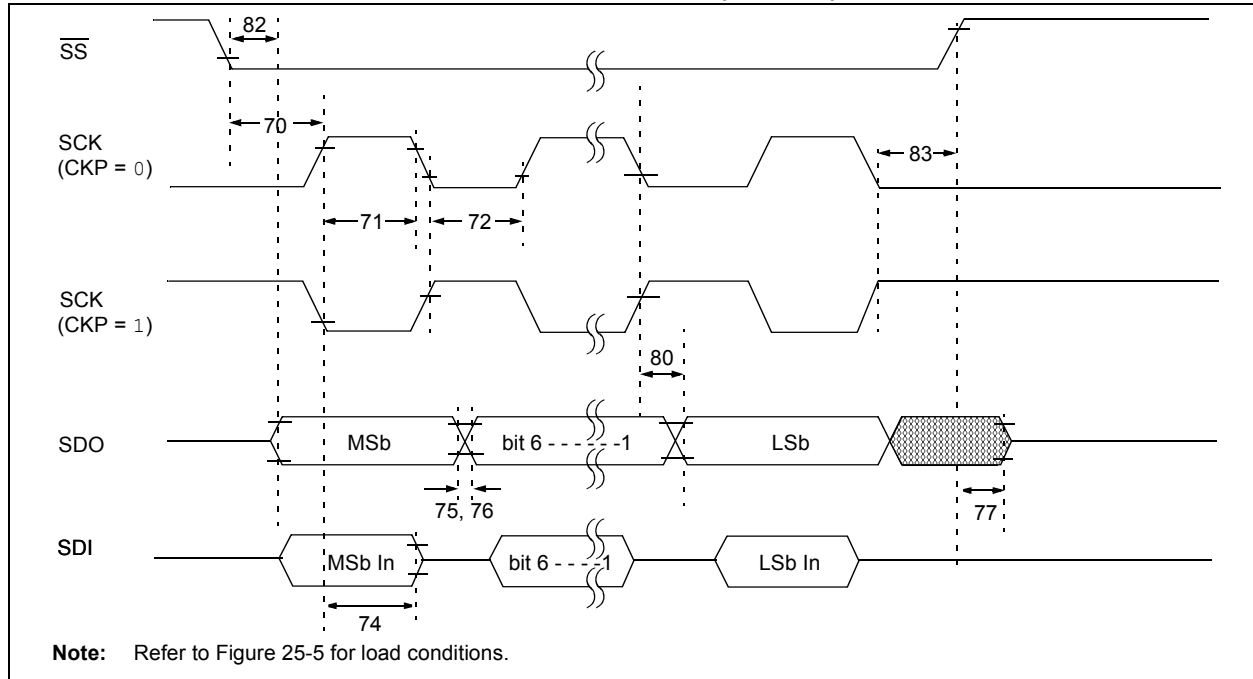 82
SS
70
SCK
(CKP = 0)
83
71
72
SCK
(CKP = 1)
80
SDO
MSb
bit 6 - - - - - -1
LSb
75, 76
77
SDI
MSb In
bit 6 - - - -1
LSb In
74
Note: Refer to Figure 25-5 for load conditions.